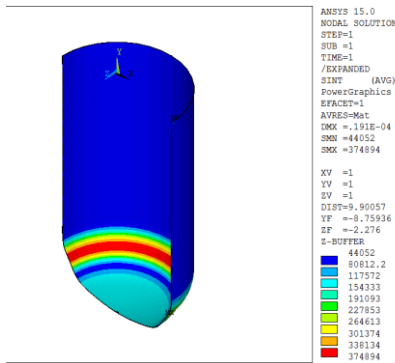 ANSYS 15.0
NODAL SOLUTION
STEP=1
SUB =1
TIME=1
/EXPANDED
SINT (AVG)
PowerGraphics
EFACET=1
AVRES=Mat
DMX =.191E-04
SMN =44052
SMX =374894
XV =1
YV =1
ZV =1
DIST=9.90057
YF =-8.75936
ZF =-2.276
Z-BUFFER
44052
80812.2
117572
154333
191093
227853
264613
301374
338134
374894
Y